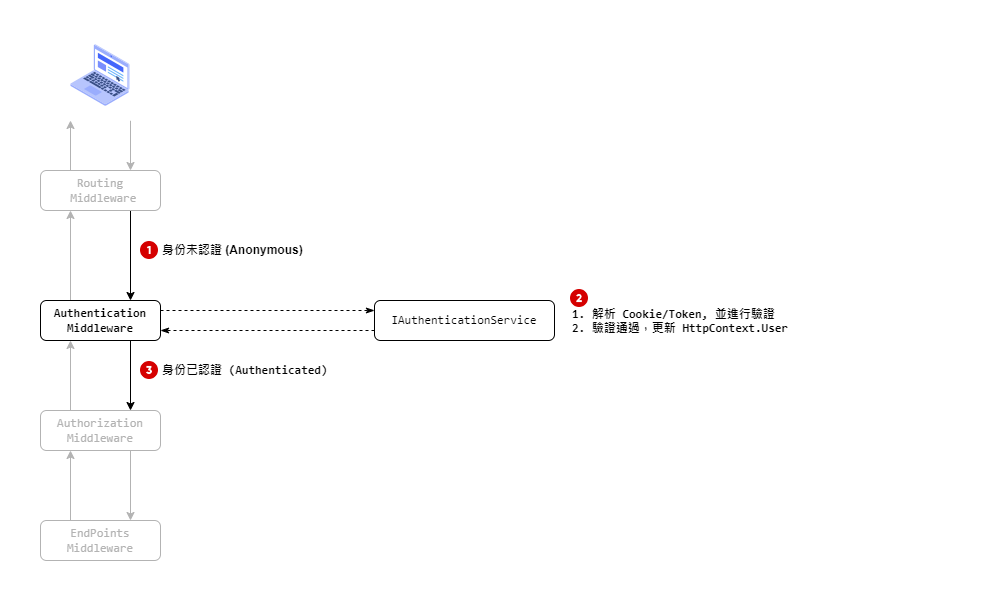 Routing
Middleware
1 身份未認證 (Anonymous)
Authentication
Middleware
IAuthenticationService
2
1. 解析 Cookie/Token, 並進行驗證
2. 驗證通過，更新 HttpContext.User
3 身份已認證 (Authenticated)
Authorization
Middleware
EndPoints
Middleware